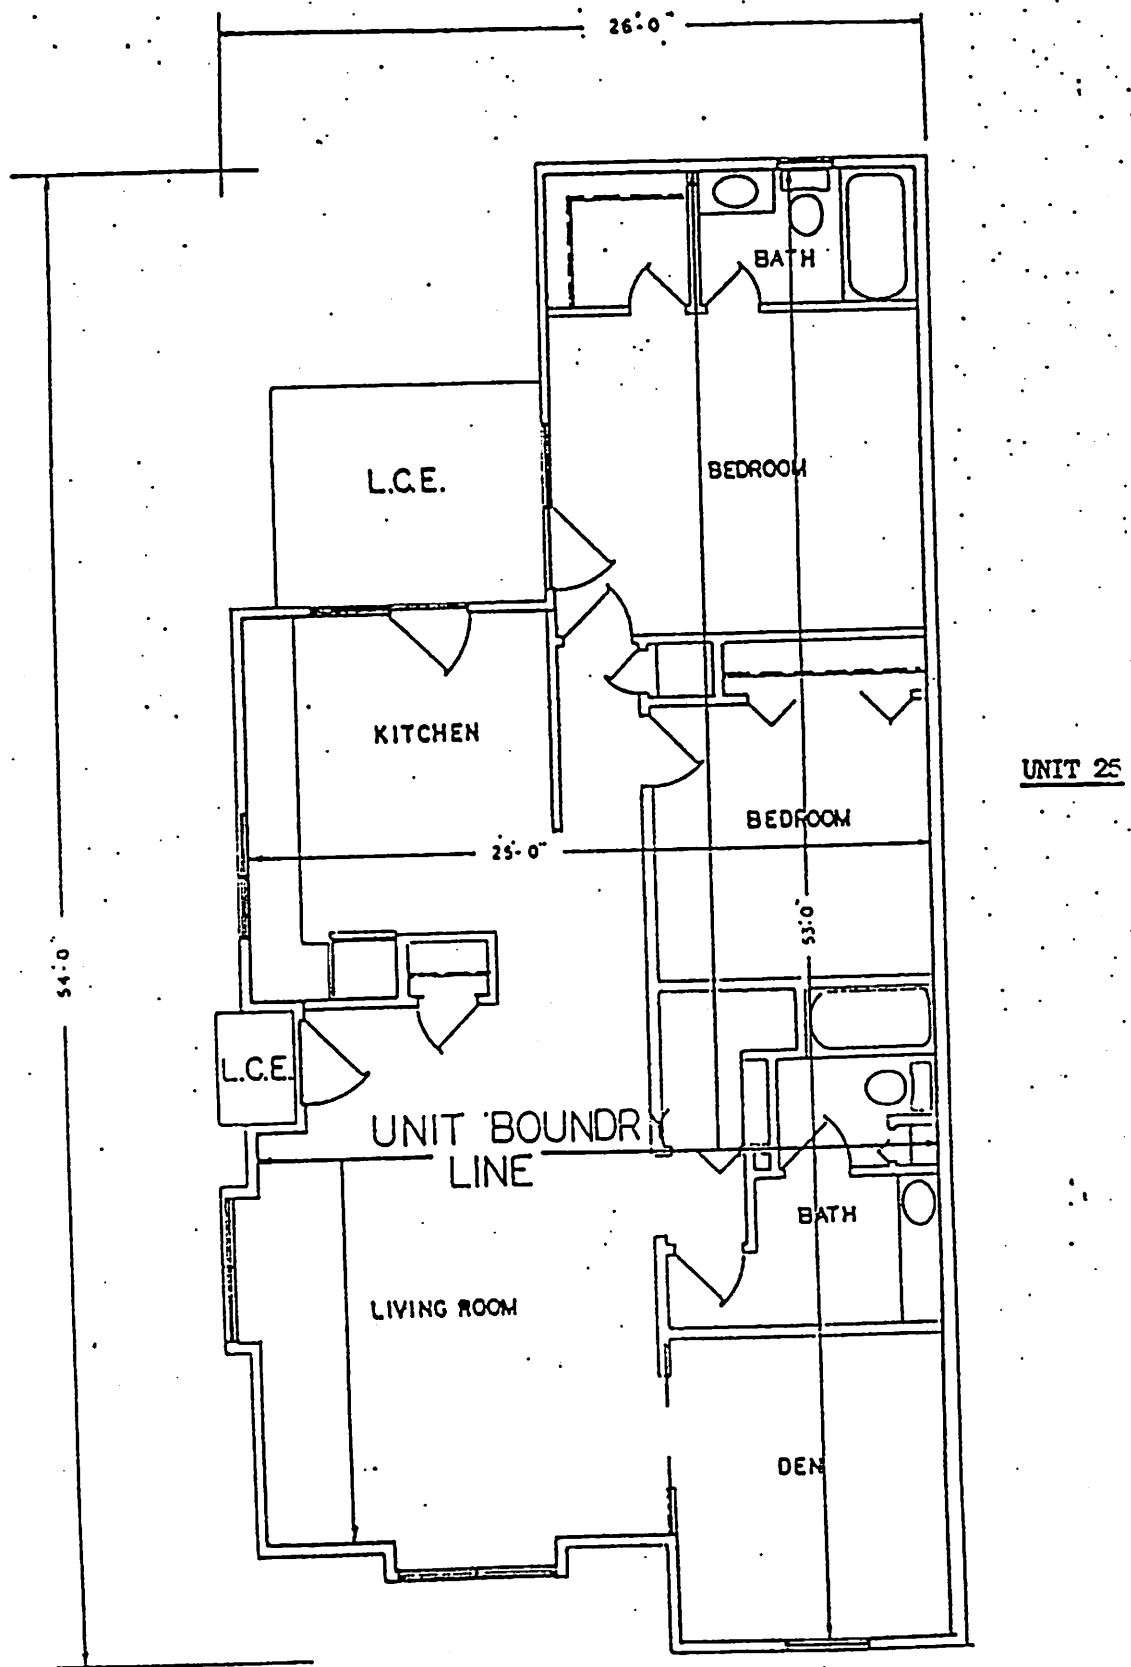 26'-0"
BATH
BEDROOM
L.C.E.
KITCHEN
UNIT 25
BEDROOM
25'-0"
53'-0"
54'-0"
L.C.E.
UNIT BOUNDRY
LINE
BATH
LIVING ROOM
DEN